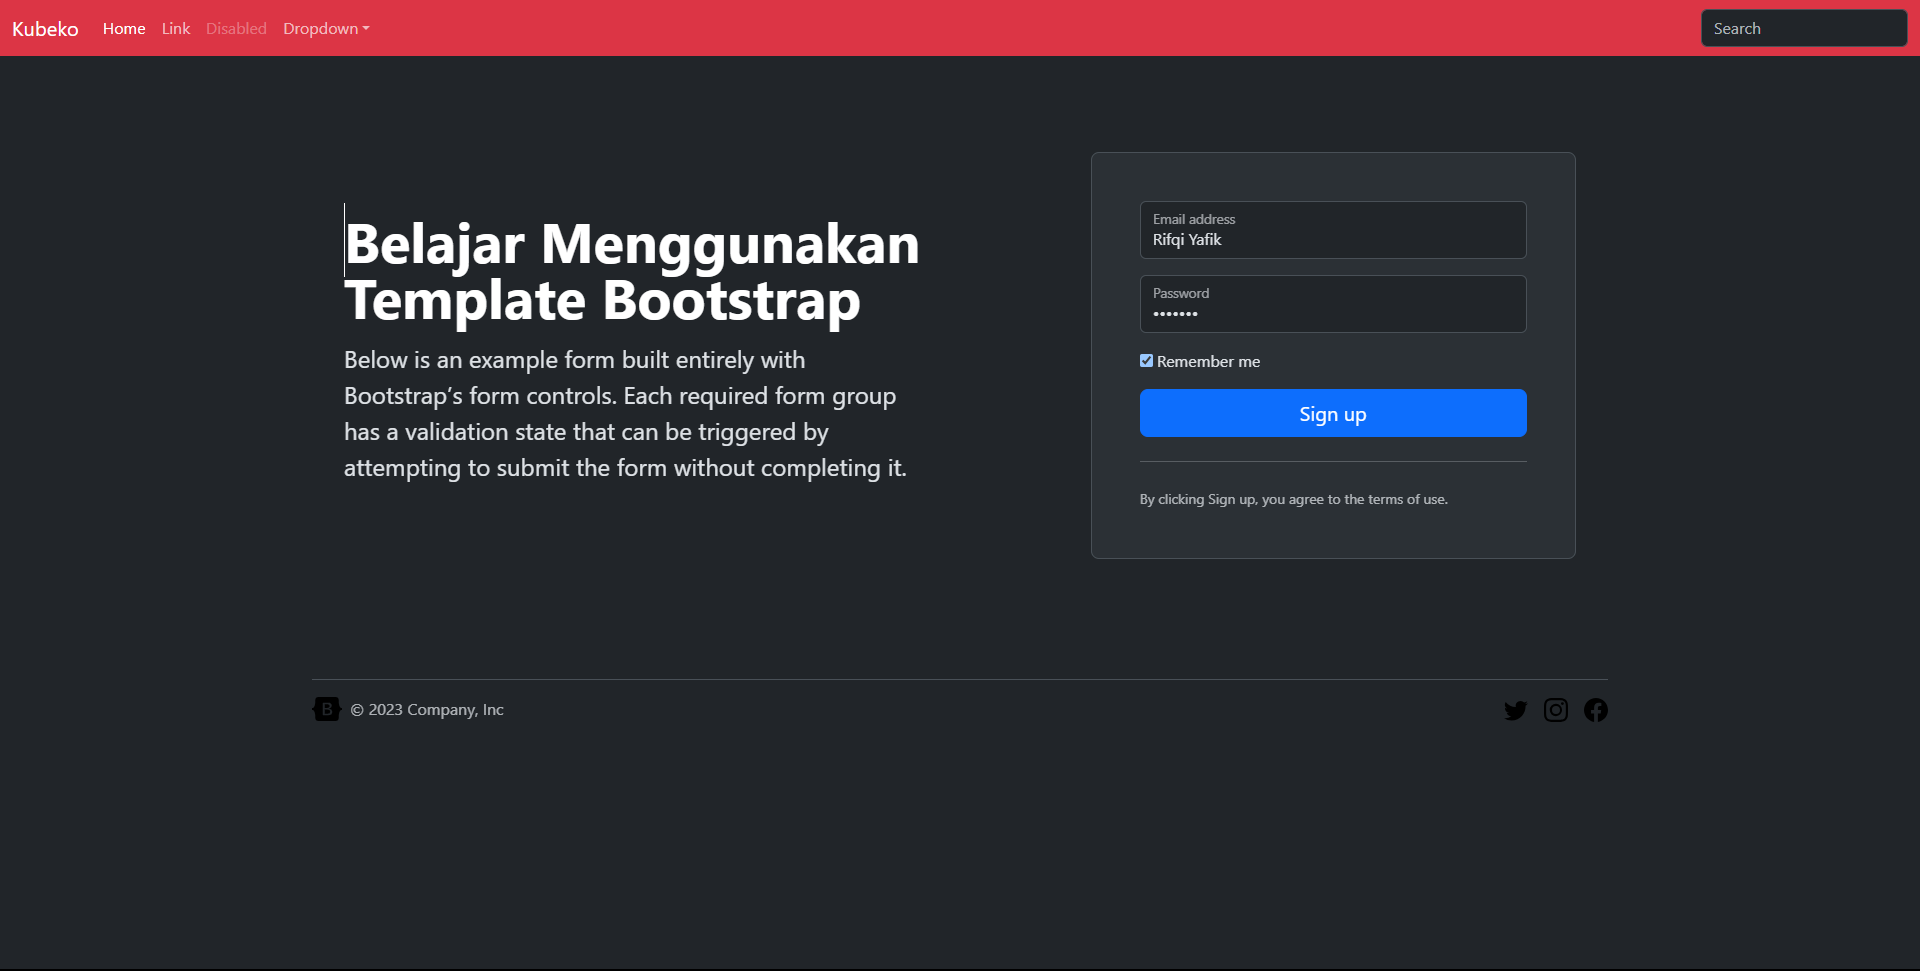 Kubeko Home Link Disabled Dropdown Search
Belajar Menggunakan
Template Bootstrap
Below is an example form built entirely with
Bootstrap’s form controls. Each required form group
has a validation state that can be triggered by
attempting to submit the form without completing it.
Email address
Rifqi Yafik
Password
•••••••
Remember me
Sign up
By clicking Sign up, you agree to the terms of use.
B © 2023 Company, Inc